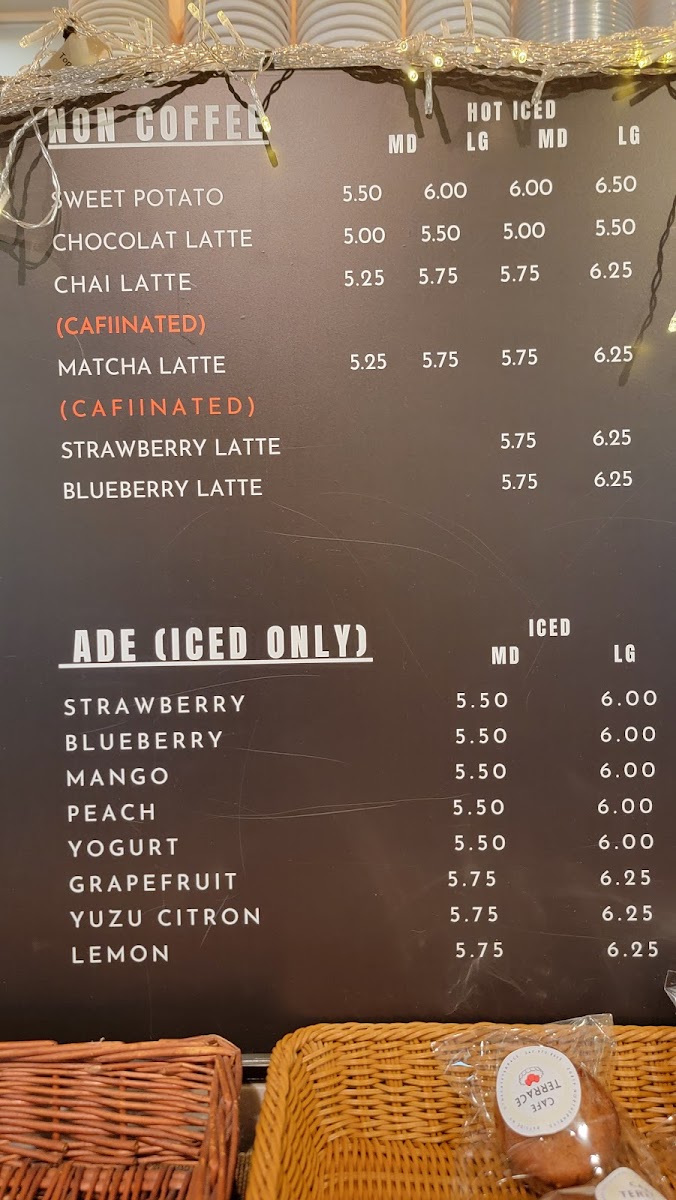 NON COFFEE
HOT ICED
MD LG MD LG
SWEET POTATO 5.50 6.00 6.00 6.50
CHOCOLAT LATTE 5.00 5.50 5.00 5.50
CHAI LATTE 5.25 5.75 5.75 6.25
(CAFIINATED)
MATCHA LATTE 5.25 5.75 5.75 6.25
(CAFIINATED)
STRAWBERRY LATTE 5.75 6.25
BLUEBERRY LATTE 5.75 6.25
ADE (ICED ONLY)
ICED
MD LG
STRAWBERRY 5.50 6.00
BLUEBERRY 5.50 6.00
MANGO 5.50 6.00
PEACH 5.50 6.00
YOGURT 5.50 6.00
GRAPEFRUIT 5.75 6.25
YUZU CITRON 5.75 6.25
LEMON 5.75 6.25
CAFE
TERRACE